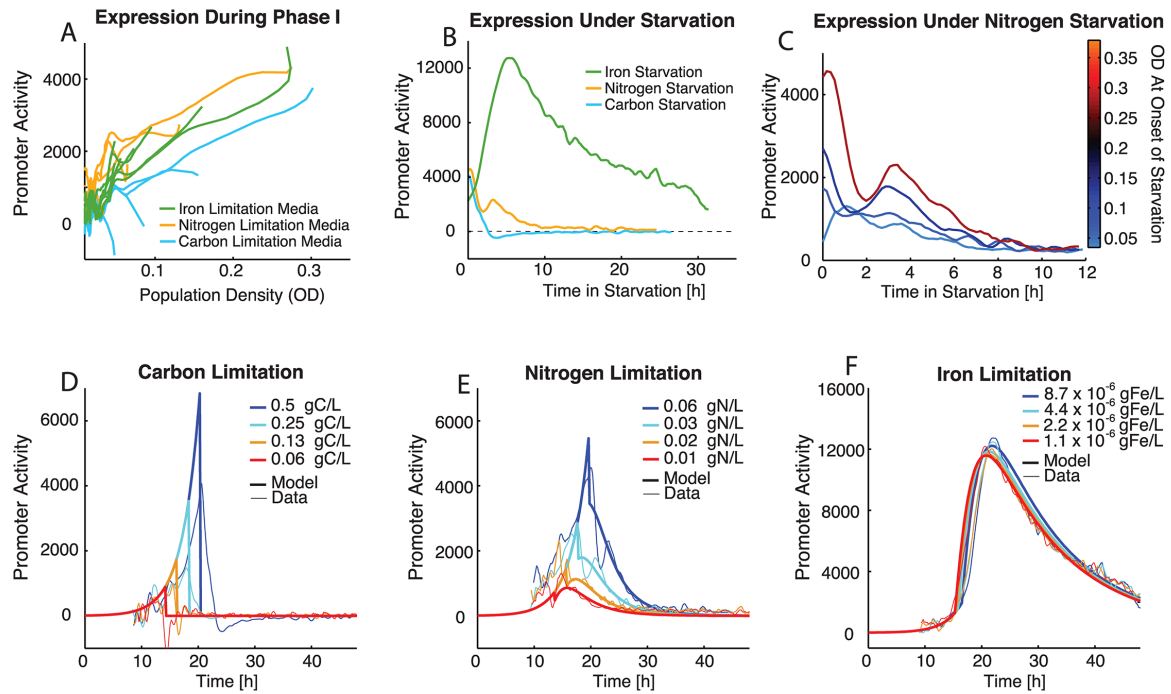 A
Expression During Phase I
Promoter Activity
4000
2000
0
0.1
0.2
0.3
Iron Limitation Media
Nitrogen Limitation Media
Carbon Limitation Media
Population Density (OD)
B
Expression Under Starvation
Promoter Activity
12000
8000
4000
0
0
10
20
30
Iron Starvation
Nitrogen Starvation
Carbon Starvation
Time in Starvation [h]
C
Expression Under Nitrogen Starvation
Promoter Activity
4000
2000
0
0
2
4
6
8
10
12
Time in Starvation [h]
0.35
0.30
0.25
0.20
0.15
0.10
0.05
OD At Onset of Starvation
D
Carbon Limitation
Promoter Activity
6000
4000
2000
0
0
10
20
40
0.5 gC/L
0.25 gC/L
0.13 gC/L
0.06 gC/L
Model
Data
Time [h]
E
Nitrogen Limitation
Promoter Activity
6000
4000
2000
0
0
10
20
30
40
0.06 gN/L
0.03 gN/L
0.02 gN/L
0.01 gN/L
Model
Data
Time [h]
F
Iron Limitation
Promoter Activity
16000
12000
8000
4000
0
0
10
20
30
40
8.7 x 10-6 gFe/L
4.4 x 10-6 gFe/L
2.2 x 10-6 gFe/L
1.1 x 10-6 gFe/L
Model
Data
Time [h]